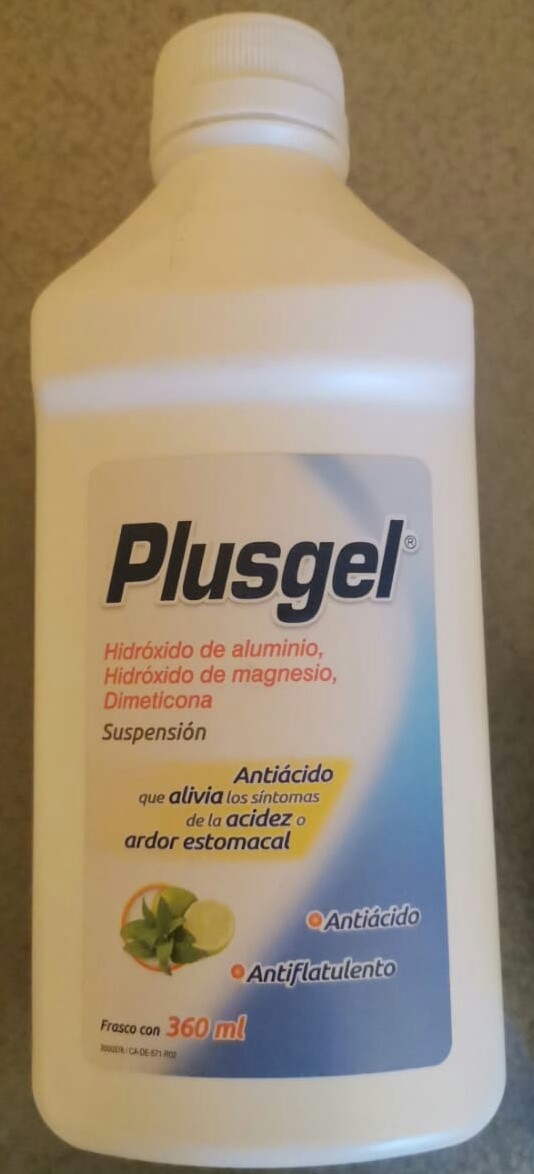 Plusgel®
Hidróxido de aluminio,
Hidróxido de magnesio,
Dimeticona
Suspensión
Antiácido
que alivia los síntomas
de la acidez o
ardor estomacal
Antiácido
Antiflatulento
Frasco con 360 ml